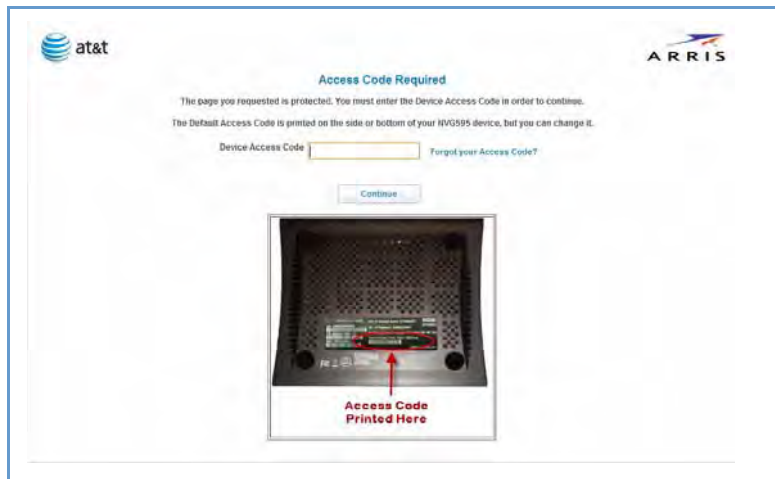 at&t
ARRIS
Access Code Required
The page you requested is protected. You must enter the Device Access Code in order to continue.
The Default Access Code is printed on the side or bottom of your NVG595 device, but you can change it.
Device Access Code
Forgot your Access Code?
Continue
Access Code
Printed Here